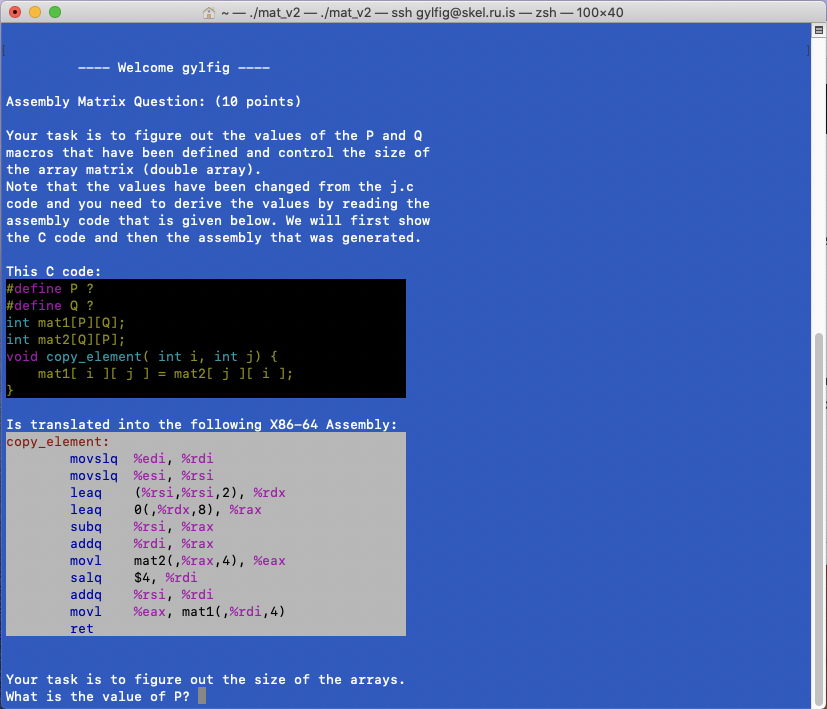 ~ — ./mat_v2 — ./mat_v2 — ssh gylfig@skel.ru.is — zsh — 100×40
[ ]
---- Welcome gylfig ----
Assembly Matrix Question: (10 points)
Your task is to figure out the values of the P and Q
macros that have been defined and control the size of
the array matrix (double array).
Note that the values have been changed from the j.c
code and you need to derive the values by reading the
assembly code that is given below. We will first show
the C code and then the assembly that was generated.
This C code:
#define P ?
#define Q ?
int mat1[P][Q];
int mat2[Q][P];
void copy_element( int i, int j) {
    mat1[ i ][ j ] = mat2[ j ][ i ];
}
Is translated into the following X86-64 Assembly:
copy_element:
        movslq  %edi, %rdi
        movslq  %esi, %rsi
        leaq    (%rsi,%rsi,2), %rdx
        leaq    0(,%rdx,8), %rax
        subq    %rsi, %rax
        addq    %rdi, %rax
        movl    mat2(,%rax,4), %eax
        salq    $4, %rdi
        addq    %rsi, %rdi
        movl    %eax, mat1(,%rdi,4)
        ret
Your task is to figure out the size of the arrays.
What is the value of P?